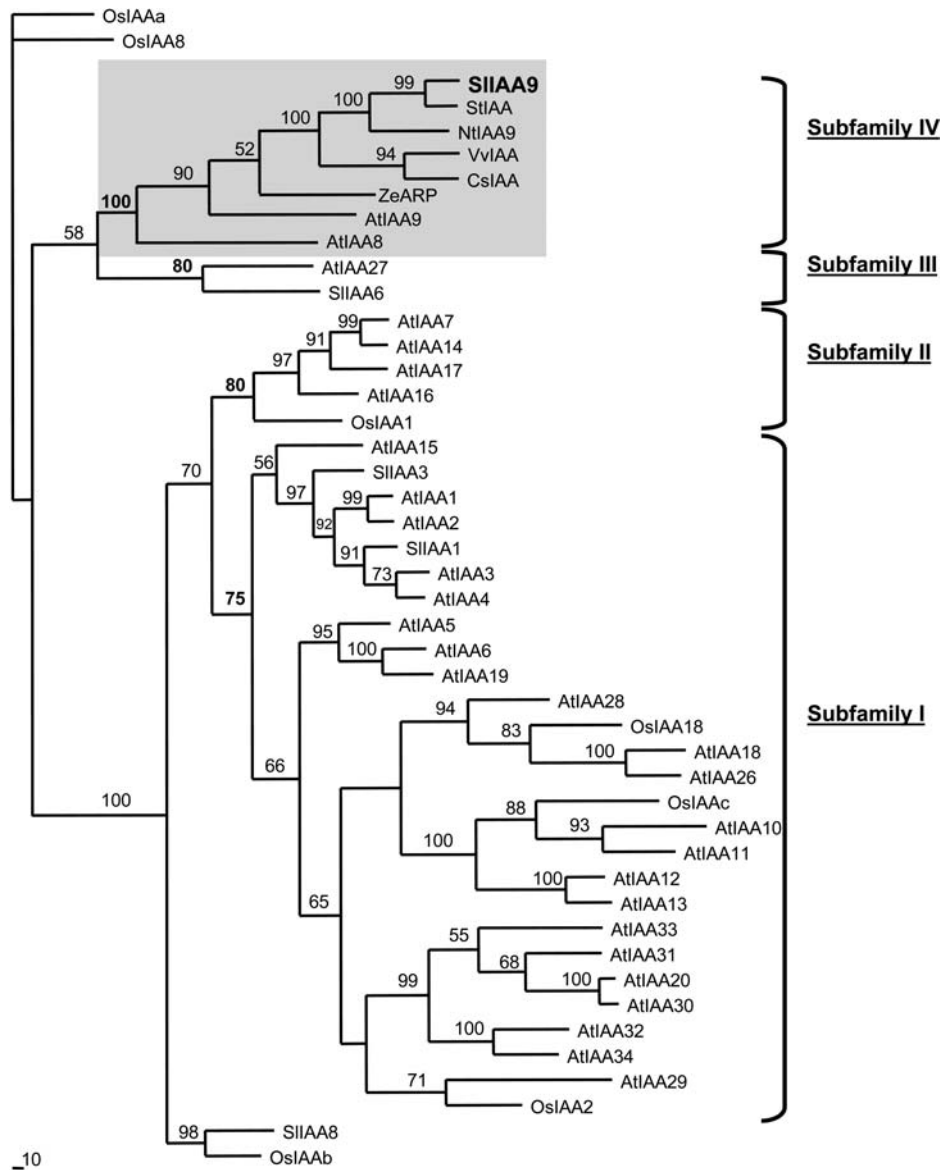 OsIAAa
OsIAA8
99
SlIAA9
100
StIAA
100
NtIAA9
Subfamily IV
52
94
VvIAA
CsIAA
90
ZeARP
100
AtIAA9
58
AtIAA8
80
AtIAA27
Subfamily III
SlIAA6
99
AtIAA7
91
AtIAA14
Subfamily II
97
AtIAA17
80
AtIAA16
OsIAA1
70
56
AtIAA15
97
SlIAA3
99
AtIAA1
92
AtIAA2
91
SlIAA1
75
73
AtIAA3
AtIAA4
95
AtIAA5
100
AtIAA6
AtIAA19
94
AtIAA28
Subfamily I
83
OsIAA18
66
100
AtIAA18
AtIAA26
100
88
OsIAAc
93
AtIAA10
100
AtIAA11
65
100
AtIAA12
AtIAA13
55
AtIAA33
68
AtIAA31
99
100
AtIAA20
AtIAA30
100
AtIAA32
AtIAA34
71
AtIAA29
OsIAA2
98
SlIAA8
OsIAAb
10